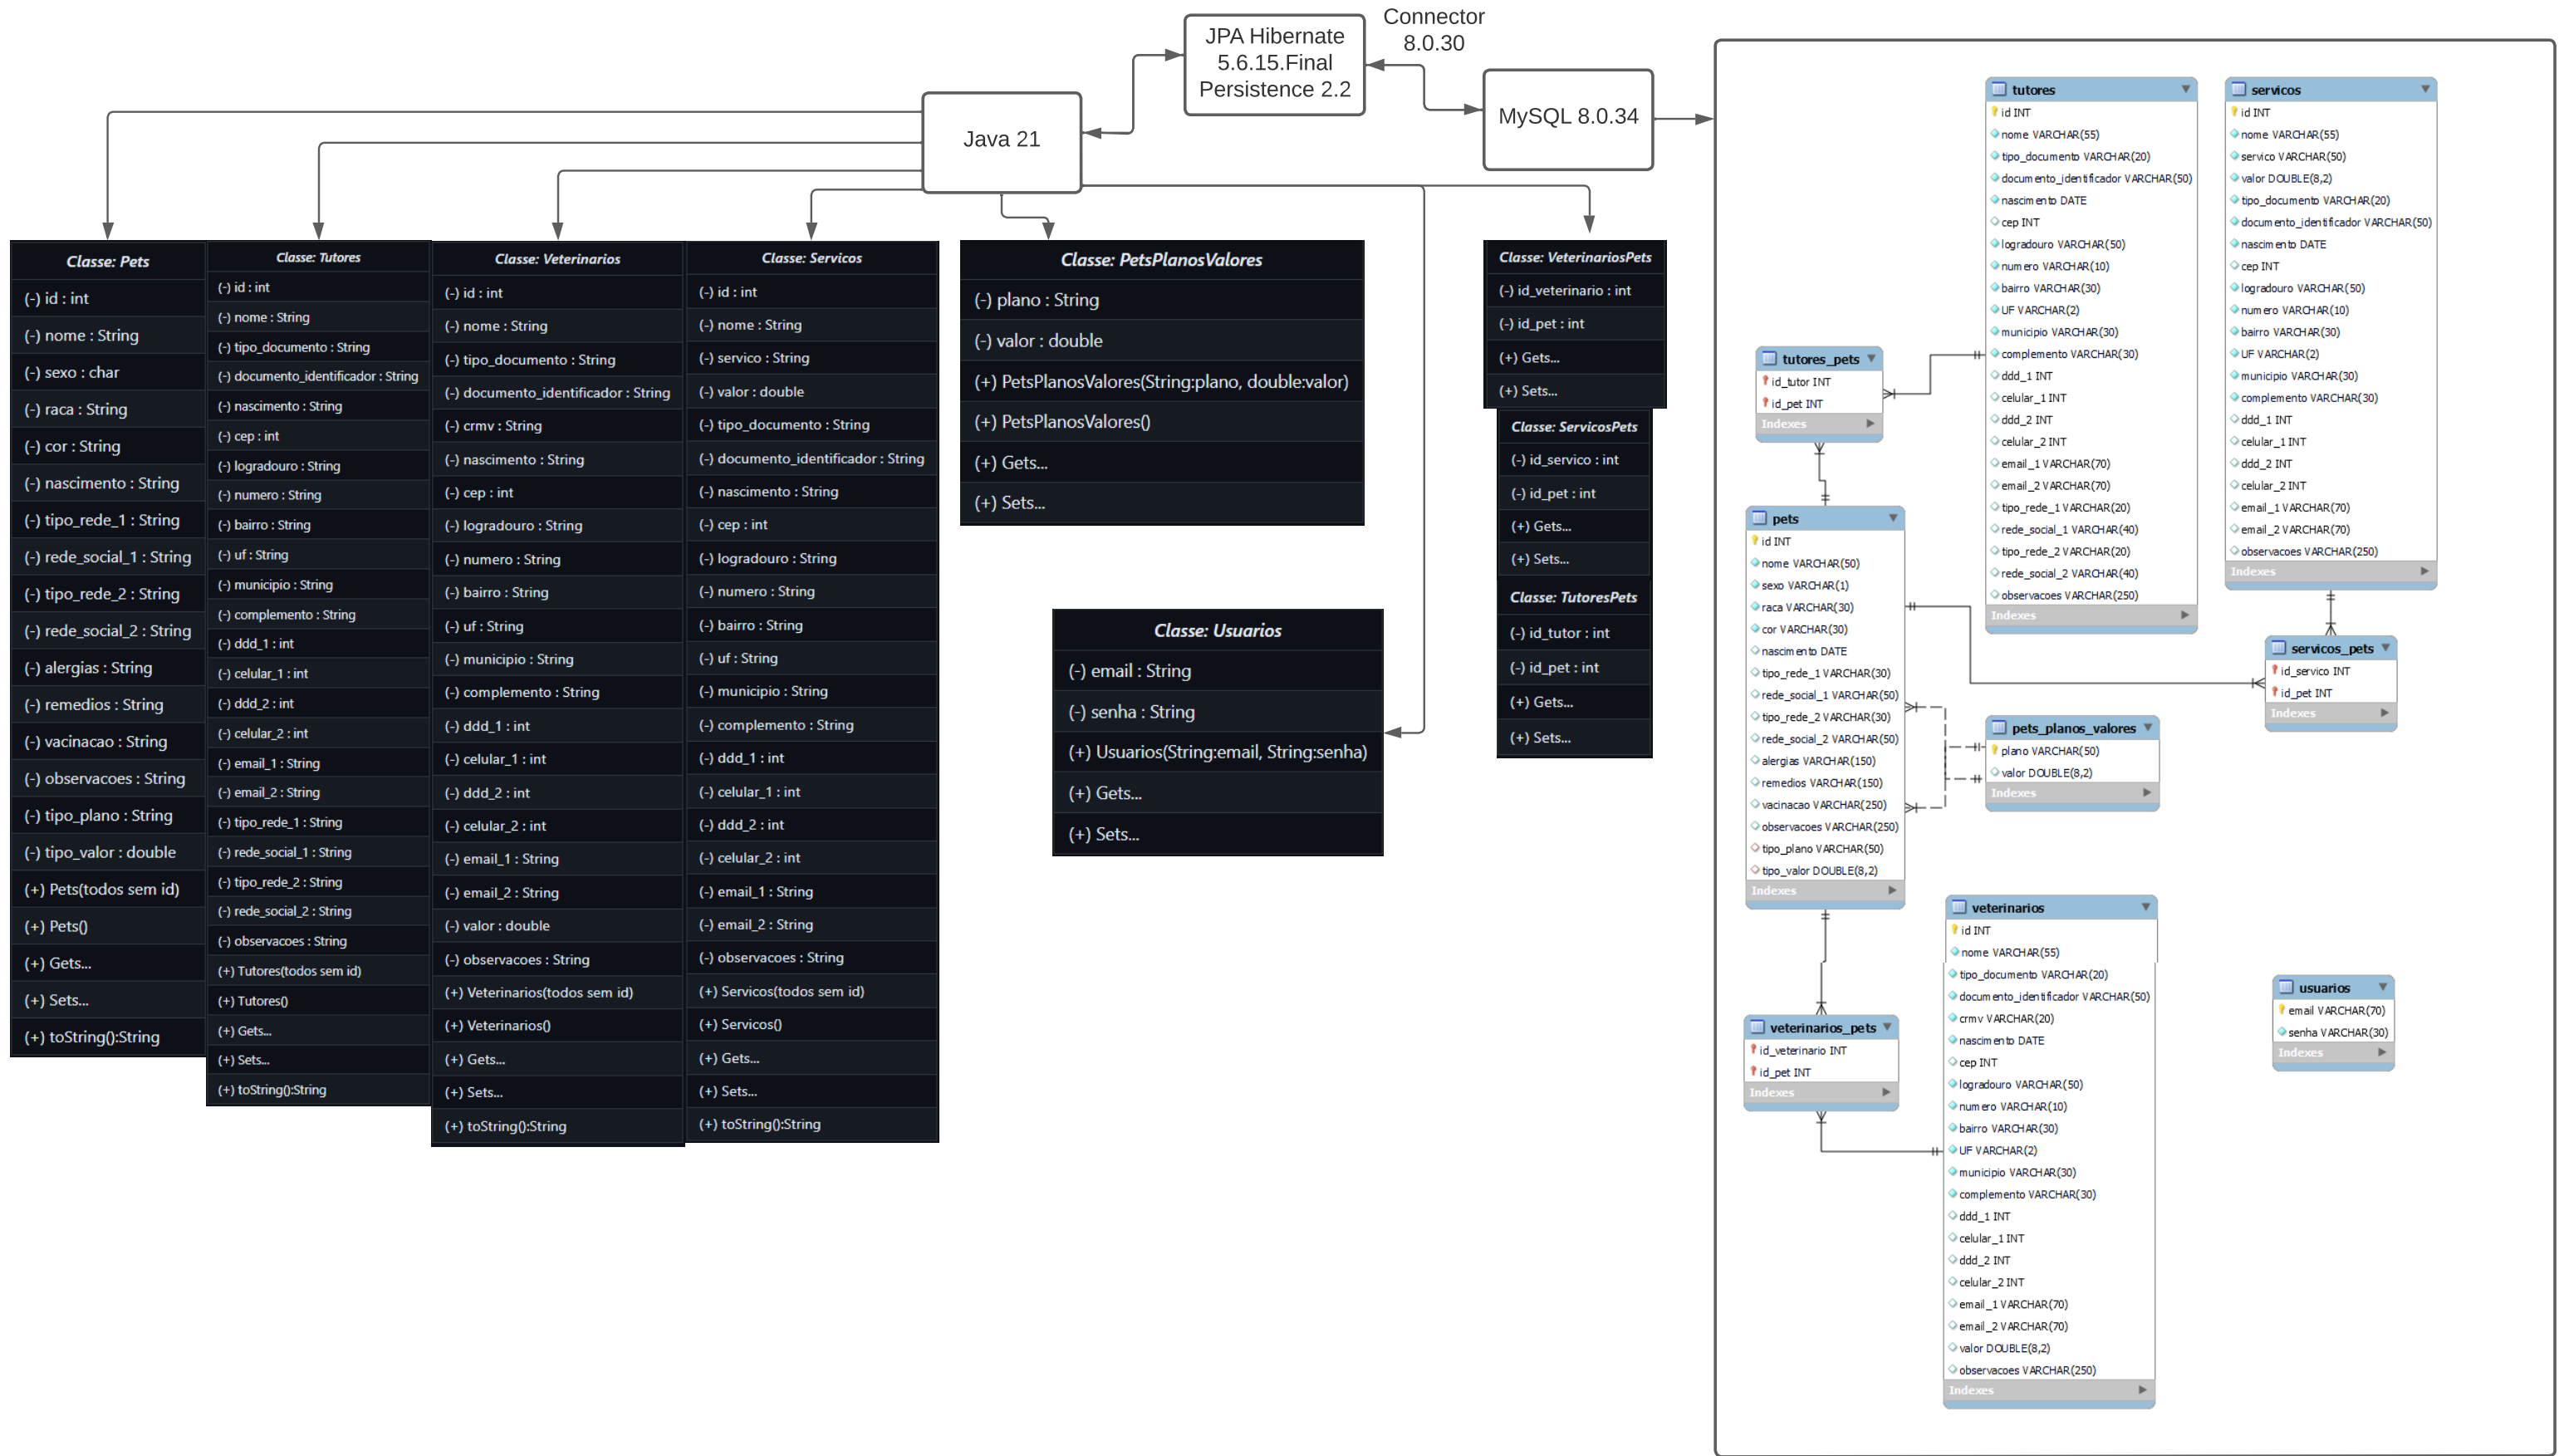 Connector
8.0.30
JPA Hibernate
5.6.15.Final
Persistence 2.2
MySQL 8.0.34
Java 21
Classe: Pets
(-) id : int
(-) nome : String
(-) sexo : char
(-) raca : String
(-) cor : String
(-) nascimento : String
(-) tipo_rede_1 : String
(-) rede_social_1 : String
(-) tipo_rede_2 : String
(-) rede_social_2 : String
(-) alergias : String
(-) remedios : String
(-) vacinacao : String
(-) observacoes : String
(-) tipo_plano : String
(-) tipo_valor : double
(+) Pets(todos sem id)
(+) Pets()
(+) Gets...
(+) Sets...
(+) toString():String
Classe: Tutores
(-) id : int
(-) nome : String
(-) tipo_documento : String
(-) documento_identificador : String
(-) nascimento : String
(-) cep : int
(-) logradouro : String
(-) numero : String
(-) bairro : String
(-) uf : String
(-) municipio : String
(-) complemento : String
(-) ddd_1 : int
(-) celular_1 : int
(-) ddd_2 : int
(-) celular_2 : int
(-) email_1 : String
(-) email_2 : String
(-) tipo_rede_1 : String
(-) rede_social_1 : String
(-) tipo_rede_2 : String
(-) rede_social_2 : String
(-) observacoes : String
(+) Tutores(todos sem id)
(+) Tutores()
(+) Gets...
(+) Sets...
(+) toString():String
Classe: Veterinarios
(-) id : int
(-) nome : String
(-) tipo_documento : String
(-) documento_identificador : String
(-) crmv : String
(-) nascimento : String
(-) cep : int
(-) logradouro : String
(-) numero : String
(-) bairro : String
(-) uf : String
(-) municipio : String
(-) complemento : String
(-) ddd_1 : int
(-) celular_1 : int
(-) ddd_2 : int
(-) celular_2 : int
(-) email_1 : String
(-) email_2 : String
(-) valor : double
(-) observacoes : String
(+) Veterinarios(todos sem id)
(+) Veterinarios()
(+) Gets...
(+) Sets...
(+) toString():String
Classe: Servicos
(-) id : int
(-) nome : String
(-) servico : String
(-) valor : double
(-) tipo_documento : String
(-) documento_identificador : String
(-) nascimento : String
(-) cep : int
(-) logradouro : String
(-) numero : String
(-) bairro : String
(-) uf : String
(-) municipio : String
(-) complemento : String
(-) ddd_1 : int
(-) celular_1 : int
(-) ddd_2 : int
(-) celular_2 : int
(-) email_1 : String
(-) email_2 : String
(-) observacoes : String
(+) Servicos(todos sem id)
(+) Servicos()
(+) Gets...
(+) Sets...
(+) toString():String
Classe: PetsPlanosValores
(-) plano : String
(-) valor : double
(+) PetsPlanosValores(String:plano, double:valor)
(+) PetsPlanosValores()
(+) Gets...
(+) Sets...
Classe: Usuarios
(-) email : String
(-) senha : String
(+) Usuarios(String:email, String:senha)
(+) Gets...
(+) Sets...
Classe: VeterinariosPets
(-) id_veterinario : int
(-) id_pet : int
(+) Gets...
(+) Sets...
Classe: ServicosPets
(-) id_servico : int
(-) id_pet : int
(+) Gets...
(+) Sets...
Classe: TutoresPets
(-) id_tutor : int
(-) id_pet : int
(+) Gets...
(+) Sets...
tutores_pets
id_tutor INT
id_pet INT
Indexes
pets
id INT
nome VARCHAR(50)
sexo VARCHAR(1)
raca VARCHAR(30)
cor VARCHAR(30)
nascimento DATE
tipo_rede_1 VARCHAR(30)
rede_social_1 VARCHAR(50)
tipo_rede_2 VARCHAR(30)
rede_social_2 VARCHAR(50)
alergias VARCHAR(150)
remedios VARCHAR(150)
vacinacao VARCHAR(250)
observacoes VARCHAR(250)
tipo_plano VARCHAR(50)
tipo_valor DOUBLE(8,2)
Indexes
veterinarios_pets
id_veterinario INT
id_pet INT
Indexes
tutores
id INT
nome VARCHAR(55)
tipo_documento VARCHAR(20)
documento_identificador VARCHAR(50)
nascimento DATE
cep INT
logradouro VARCHAR(50)
numero VARCHAR(10)
bairro VARCHAR(30)
UF VARCHAR(2)
municipio VARCHAR(30)
complemento VARCHAR(30)
ddd_1 INT
celular_1 INT
ddd_2 INT
celular_2 INT
email_1 VARCHAR(70)
email_2 VARCHAR(70)
tipo_rede_1 VARCHAR(20)
rede_social_1 VARCHAR(40)
tipo_rede_2 VARCHAR(20)
rede_social_2 VARCHAR(40)
observacoes VARCHAR(250)
Indexes
servicos
id INT
nome VARCHAR(55)
servico VARCHAR(50)
valor DOUBLE(8,2)
tipo_documento VARCHAR(20)
documento_identificador VARCHAR(50)
nascimento DATE
cep INT
logradouro VARCHAR(50)
numero VARCHAR(10)
bairro VARCHAR(30)
UF VARCHAR(2)
municipio VARCHAR(30)
complemento VARCHAR(30)
ddd_1 INT
celular_1 INT
ddd_2 INT
celular_2 INT
email_1 VARCHAR(70)
email_2 VARCHAR(70)
observacoes VARCHAR(250)
Indexes
servicos_pets
id_servico INT
id_pet INT
Indexes
pets_planos_valores
plano VARCHAR(50)
valor DOUBLE(8,2)
Indexes
veterinarios
id INT
nome VARCHAR(55)
tipo_documento VARCHAR(20)
documento_identificador VARCHAR(50)
crmv VARCHAR(20)
nascimento DATE
cep INT
logradouro VARCHAR(50)
numero VARCHAR(10)
bairro VARCHAR(30)
UF VARCHAR(2)
municipio VARCHAR(30)
complemento VARCHAR(30)
ddd_1 INT
celular_1 INT
ddd_2 INT
celular_2 INT
email_1 VARCHAR(70)
email_2 VARCHAR(70)
valor DOUBLE(8,2)
observacoes VARCHAR(250)
Indexes
usuarios
email VARCHAR(70)
senha VARCHAR(30)
Indexes